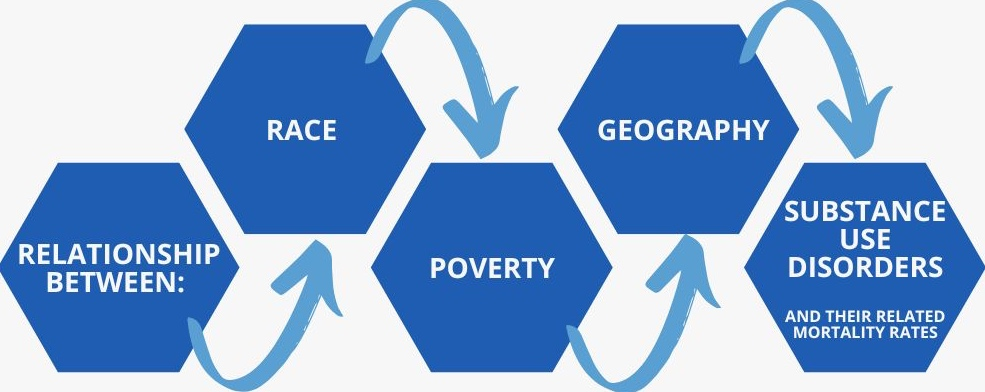 RELATIONSHIP
BETWEEN:
RACE
POVERTY
GEOGRAPHY
SUBSTANCE
USE
DISORDERS
AND THEIR RELATED
MORTALITY RATES